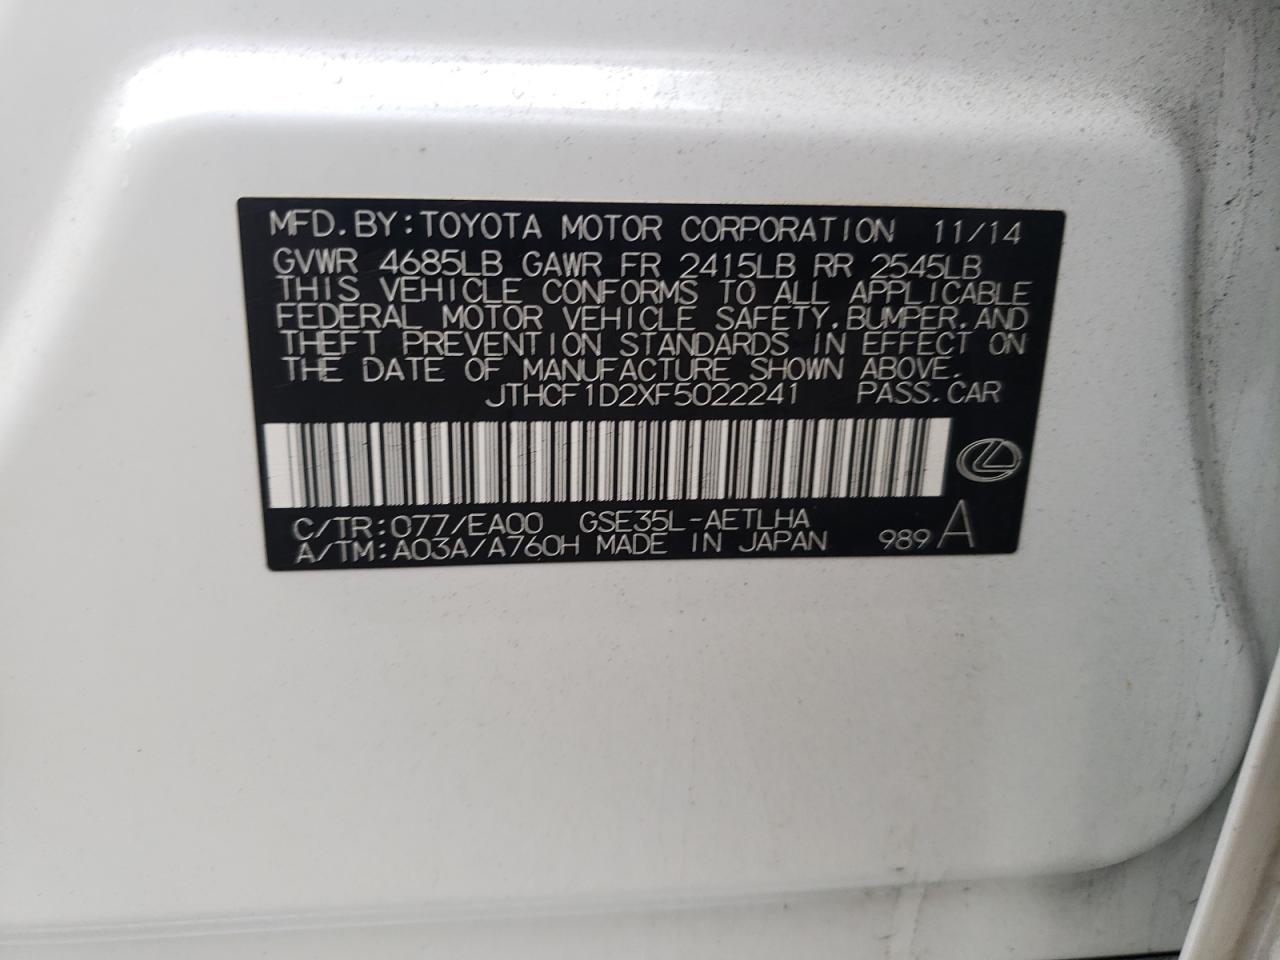 MFD.BY:TOYOTA MOTOR CORPORATION 11/14
GVWR 4685LB GAWR FR 2415LB RR 2545LB
THIS VEHICLE CONFORMS TO ALL APPLICABLE
FEDERAL MOTOR VEHICLE SAFETY,BUMPER,AND
THEFT PREVENTION STANDARDS IN EFFECT ON
THE DATE OF MANUFACTURE SHOWN ABOVE.
JTHCF1D2XF5022241 PASS.CAR
C/TR:077/EA00 GSE35L-AETLHA
A/TM:A03A/A760H MADE IN JAPAN 989 A